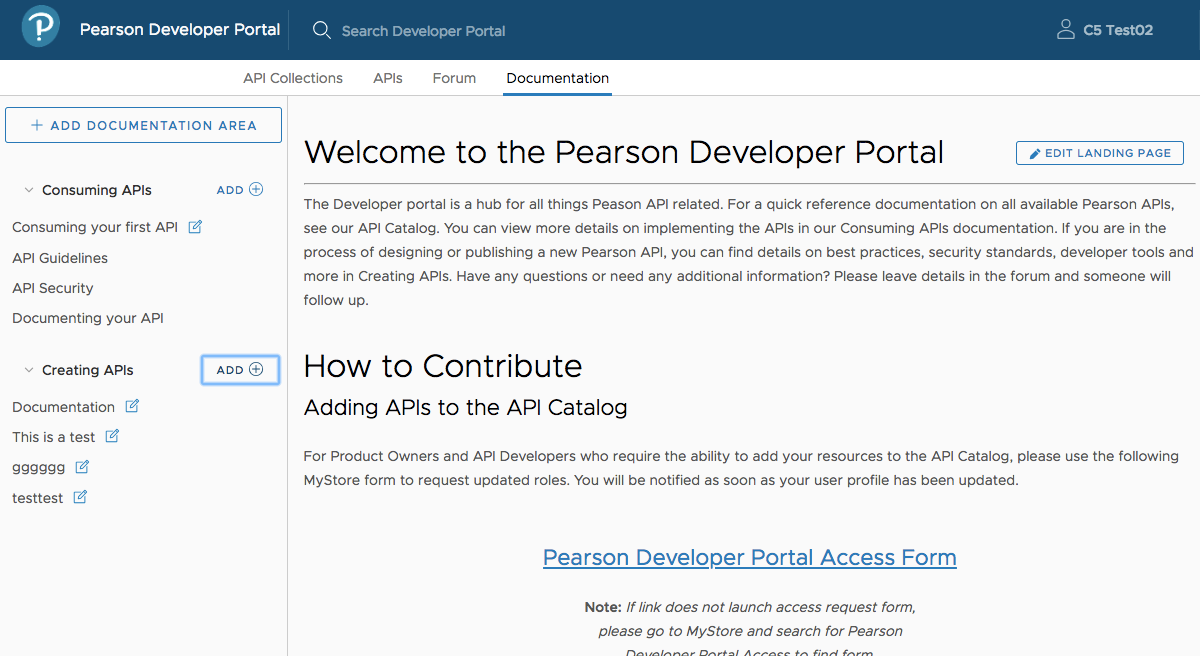 Pearson Developer Portal
Search Developer Portal
C5 Test02
API Collections
APIs
Forum
Documentation
+ ADD DOCUMENTATION AREA
Consuming APIs
ADD
Consuming your first API
API Guidelines
API Security
Documenting your API
Creating APIs
ADD
Documentation
This is a test
gggggg
testtest
Welcome to the Pearson Developer Portal
EDIT LANDING PAGE
The Developer portal is a hub for all things Peason API related. For a quick reference documentation on all available Pearson APIs,
see our API Catalog. You can view more details on implementing the APIs in our Consuming APIs documentation. If you are in the
process of designing or publishing a new Pearson API, you can find details on best practices, security standards, developer tools and
more in Creating APIs. Have any questions or need any additional information? Please leave details in the forum and someone will
follow up.
How to Contribute
Adding APIs to the API Catalog
For Product Owners and API Developers who require the ability to add your resources to the API Catalog, please use the following
MyStore form to request updated roles. You will be notified as soon as your user profile has been updated.
Pearson Developer Portal Access Form
Note: If link does not launch access request form,
please go to MyStore and search for Pearson
Developer Portal Access to find form